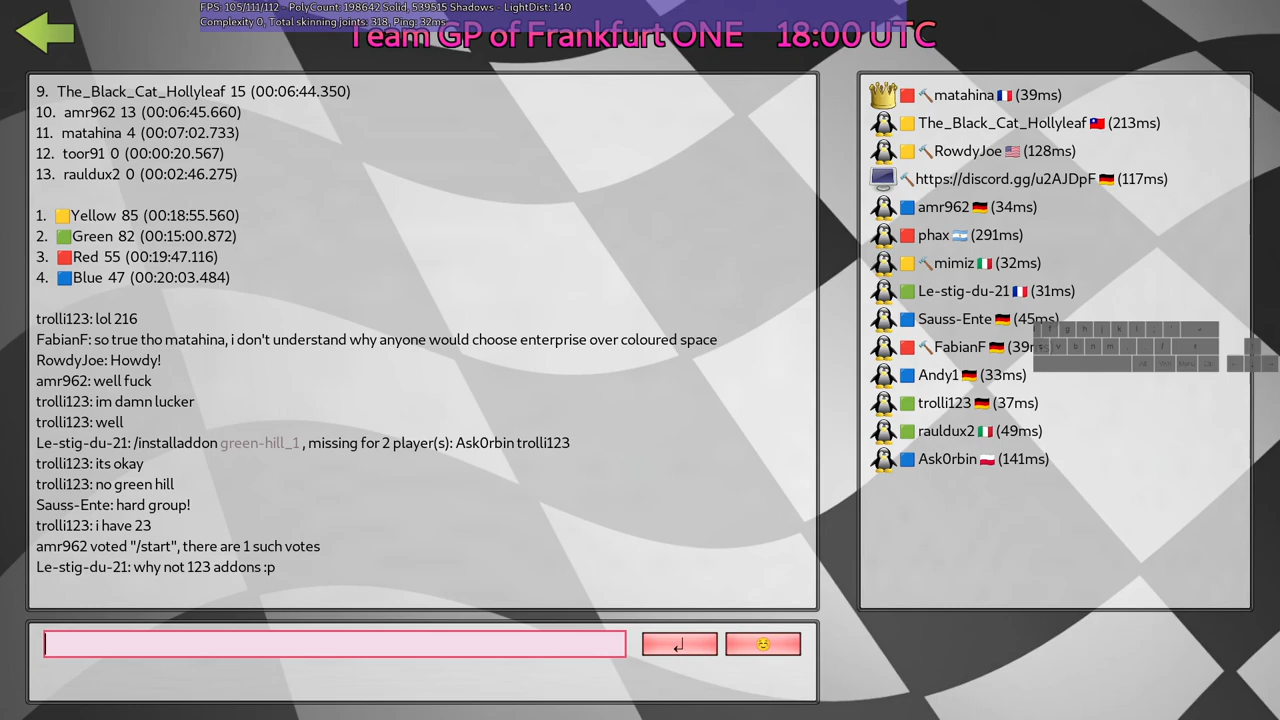 FPS: 105/111/112 - PolyCount: 198642 Solid, 539515 Shadows - LightDist: 140
Complexity 0, Total skinning joints: 318, Ping: 32ms
Team GP of Frankfurt ONE 18:00 UTC
9. The_Black_Cat_Hollyleaf 15 (00:06:44.350)
10. amr962 13 (00:06:45.660)
11. matahina 4 (00:07:02.733)
12. toor91 0 (00:00:20.567)
13. rauldux2 0 (00:02:46.275)
1. 🟨Yellow 85 (00:18:55.560)
2. 🟩Green 82 (00:15:00.872)
3. 🟥Red 55 (00:19:47.116)
4. 🟦Blue 47 (00:20:03.484)
trolli123: lol 216
FabianF: so true tho matahina, i don't understand why anyone would choose enterprise over coloured space
RowdyJoe: Howdy!
amr962: well fuck
trolli123: im damn lucker
trolli123: well
Le-stig-du-21: /installaddon green-hill_1 , missing for 2 player(s): Ask0rbin trolli123
trolli123: its okay
trolli123: no green hill
Sauss-Ente: hard group!
trolli123: i have 23
amr962 voted "/start", there are 1 such votes
Le-stig-du-21: why not 123 addons :p
🟥 🔨matahina 🇫🇷 (39ms)
🟨 The_Black_Cat_Hollyleaf 🇹🇼 (213ms)
🟨 🔨RowdyJoe 🇺🇸 (128ms)
🔨https://discord.gg/u2AJDpF 🇩🇪 (117ms)
🟦 amr962 🇩🇪 (34ms)
🟥 phax 🇦🇷 (291ms)
🟨 🔨mimiz 🇮🇹 (32ms)
🟩 Le-stig-du-21 🇫🇷 (31ms)
🟦 Sauss-Ente 🇩🇪 (45ms)
🟥 🔨FabianF 🇩🇪 (39m
🟦 Andy1 🇩🇪 (33ms)
🟩 trolli123 🇩🇪 (37ms)
🟩 rauldux2 🇮🇹 (49ms)
🟦 Ask0rbin 🇵🇱 (141ms)
f g h j k l ; '
v b n m , . /
Alt